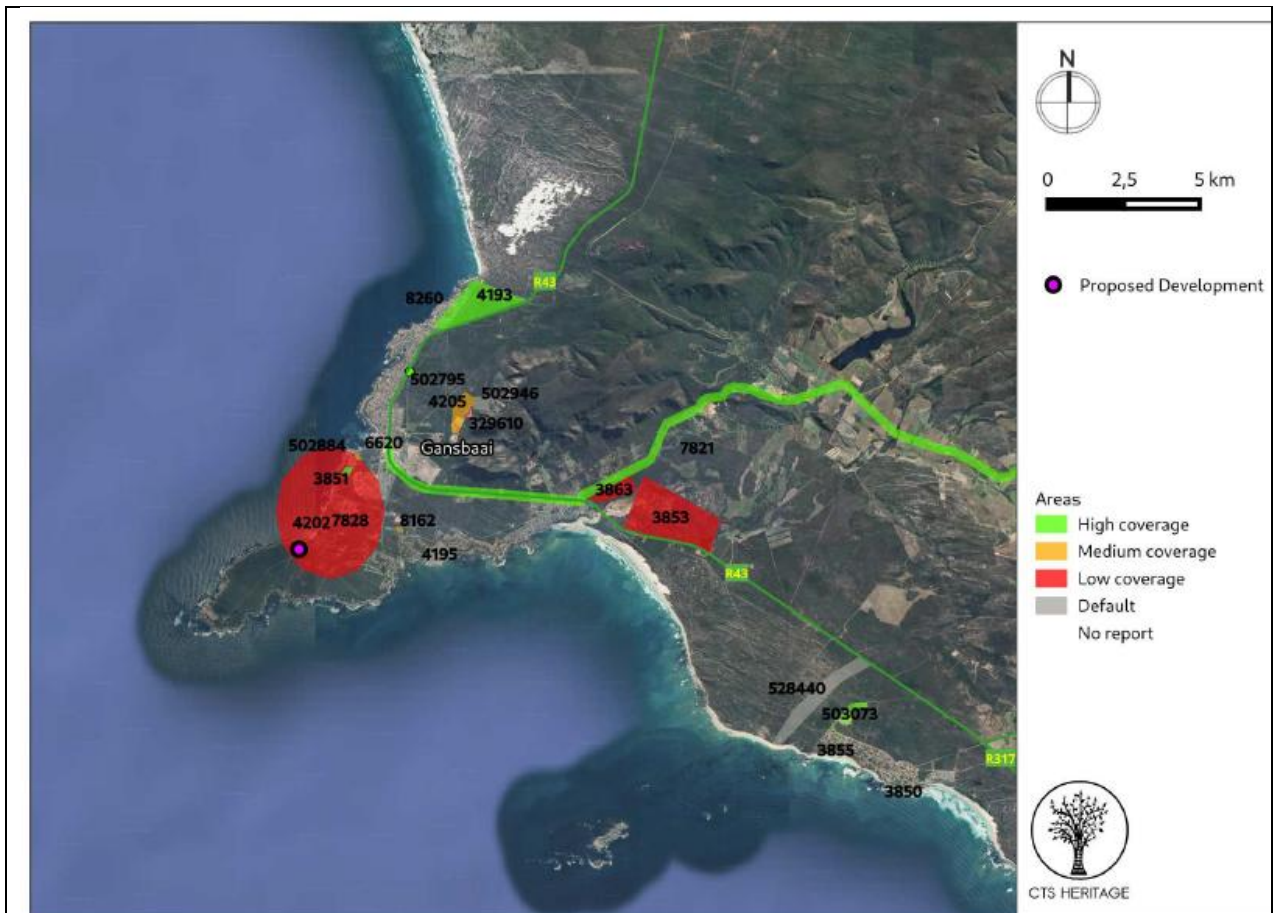 N
0 2,5 5 km
Proposed Development
R43
8260
4193
502795
502946
4205
329610
502884
6620
Gansbaai
7821
3851
3863
3853
4202
7828
8162
4195
R43
Areas
High coverage
Medium coverage
Low coverage
Default
No report
528440
503073
3855
R317
3850
CTS HERITAGE